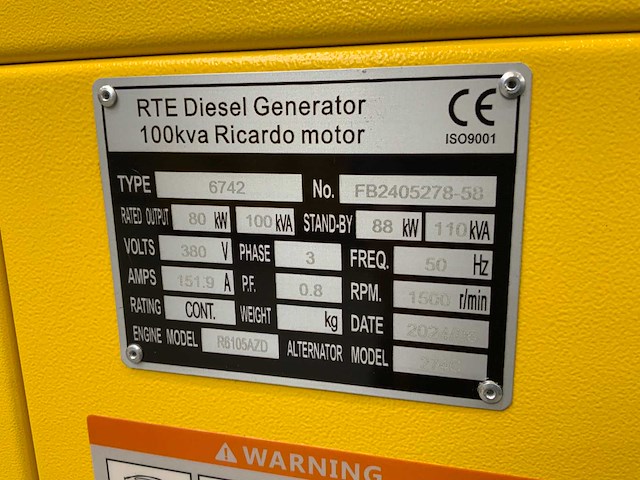 RTE Diesel Generator
100kva Ricardo motor
CE
ISO9001
TYPE 6742 No. FB2405278-58
RATED OUTPUT 80 kW 100 KVA STAND-BY 88 kW 110 KVA
VOLTS 380 V PHASE 3 FREQ. 50 Hz
AMPS 151.9 A P.F. 0.8 RPM. 1500 r/min
RATING CONT. WEIGHT kg DATE
ENGINE MODEL R6105AZD ALTERNATOR MODEL
WARNING